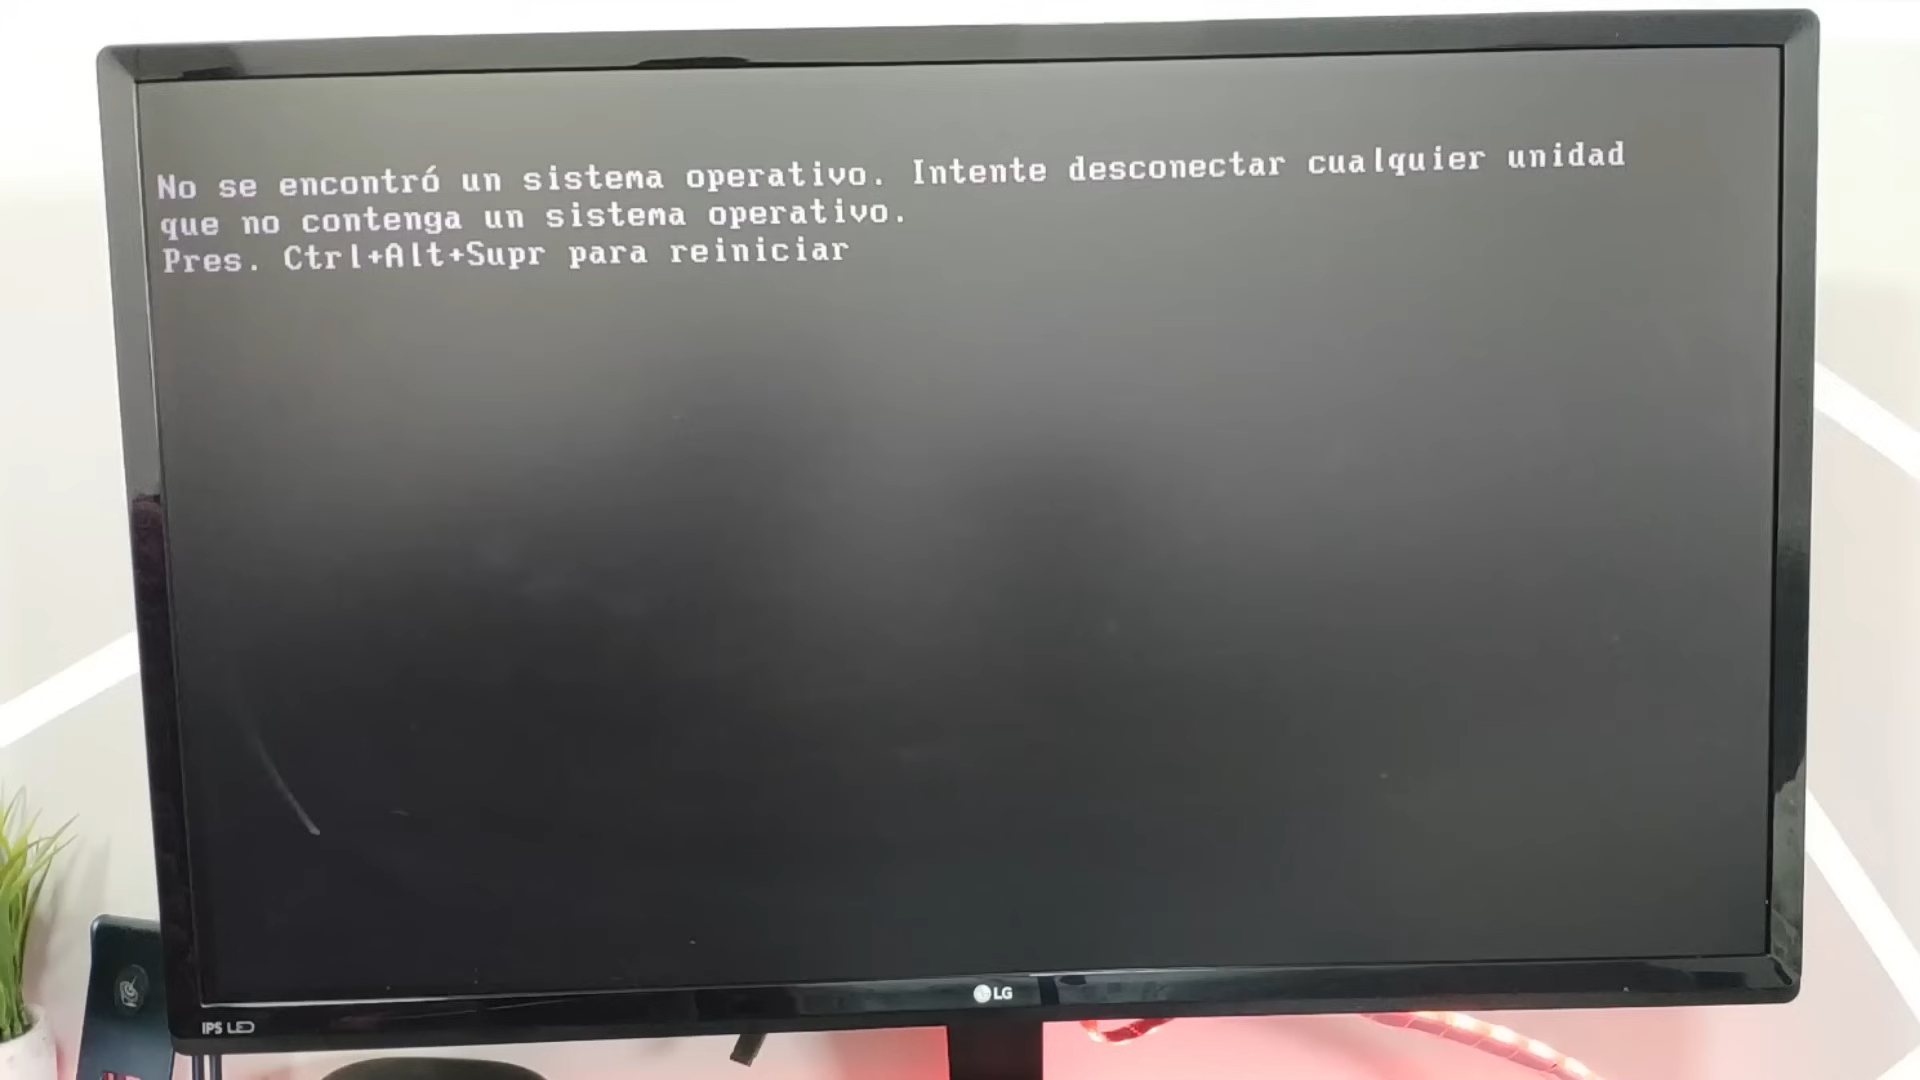 No se encontró un sistema operativo. Intente desconectar cualquier unidad
que no contenga un sistema operativo.
Pres. Ctrl+Alt+Supr para reiniciar
LG
IPS LED